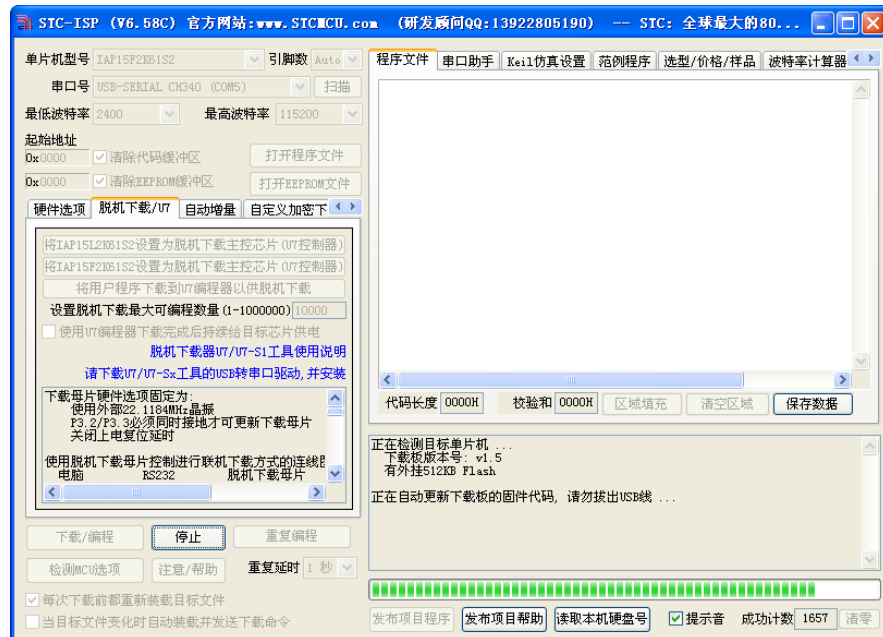 STC-ISP (V6.58C) 官方网站:www.STCMCU.com (研发顾问QQ:13922805190) -- STC: 全球最大的80...
单片机型号 IAP15F2K61S2 引脚数 Auto
串口号 USB-SERIAL CH340 (COM5) 扫描
最低波特率 2400 最高波特率 115200
起始地址
0x0000 清除代码缓冲区 打开程序文件
0x0000 清除EEPROM缓冲区 打开EEPROM文件
硬件选项 脱机下载/U7 自动增量 自定义加密下
将IAP15L2K61S2设置为脱机下载主控芯片(U7控制器)
将IAP15F2K61S2设置为脱机下载主控芯片(U7控制器)
将用户程序下载到U7编程器以供脱机下载
设置脱机下载最大可编程数量(1-1000000) 10000
使用U7编程器下载完成后持续给目标芯片供电
脱机下载器U7/U7-S1工具使用说明
请下载U7/U7-Sx工具的USB转串口驱动,并安装
下载母片硬件选项固定为:
使用外部22.1184MHz晶振
P3.2/P3.3必须同时接地才可更新下载母片
关闭上电复位延时
使用脱机下载母片控制进行联机下载方式的连线
电脑 RS232 脱机下载母片
下载/编程 停止 重复编程
检测MCU选项 注意/帮助 重复延时 1 秒
每次下载前都重新装载目标文件
当目标文件变化时自动装载并发送下载命令
程序文件 串口助手 Keil仿真设置 范例程序 选型/价格/样品 波特率计算器
代码长度 0000H 校验和 0000H 区域填充 清空区域 保存数据
正在检测目标单片机 ...
下载板版本号: v1.5
有外挂512KB Flash
正在自动更新下载板的固件代码, 请勿拔出USB线 ...
发布项目程序 发布项目帮助 读取本机硬盘号 提示音 成功计数 1657 清零